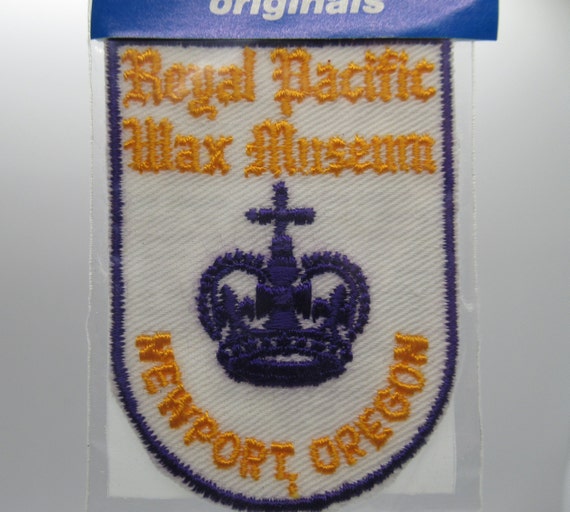 originals
Royal Pacific
Wax Museum
NEWPORT, OREGON